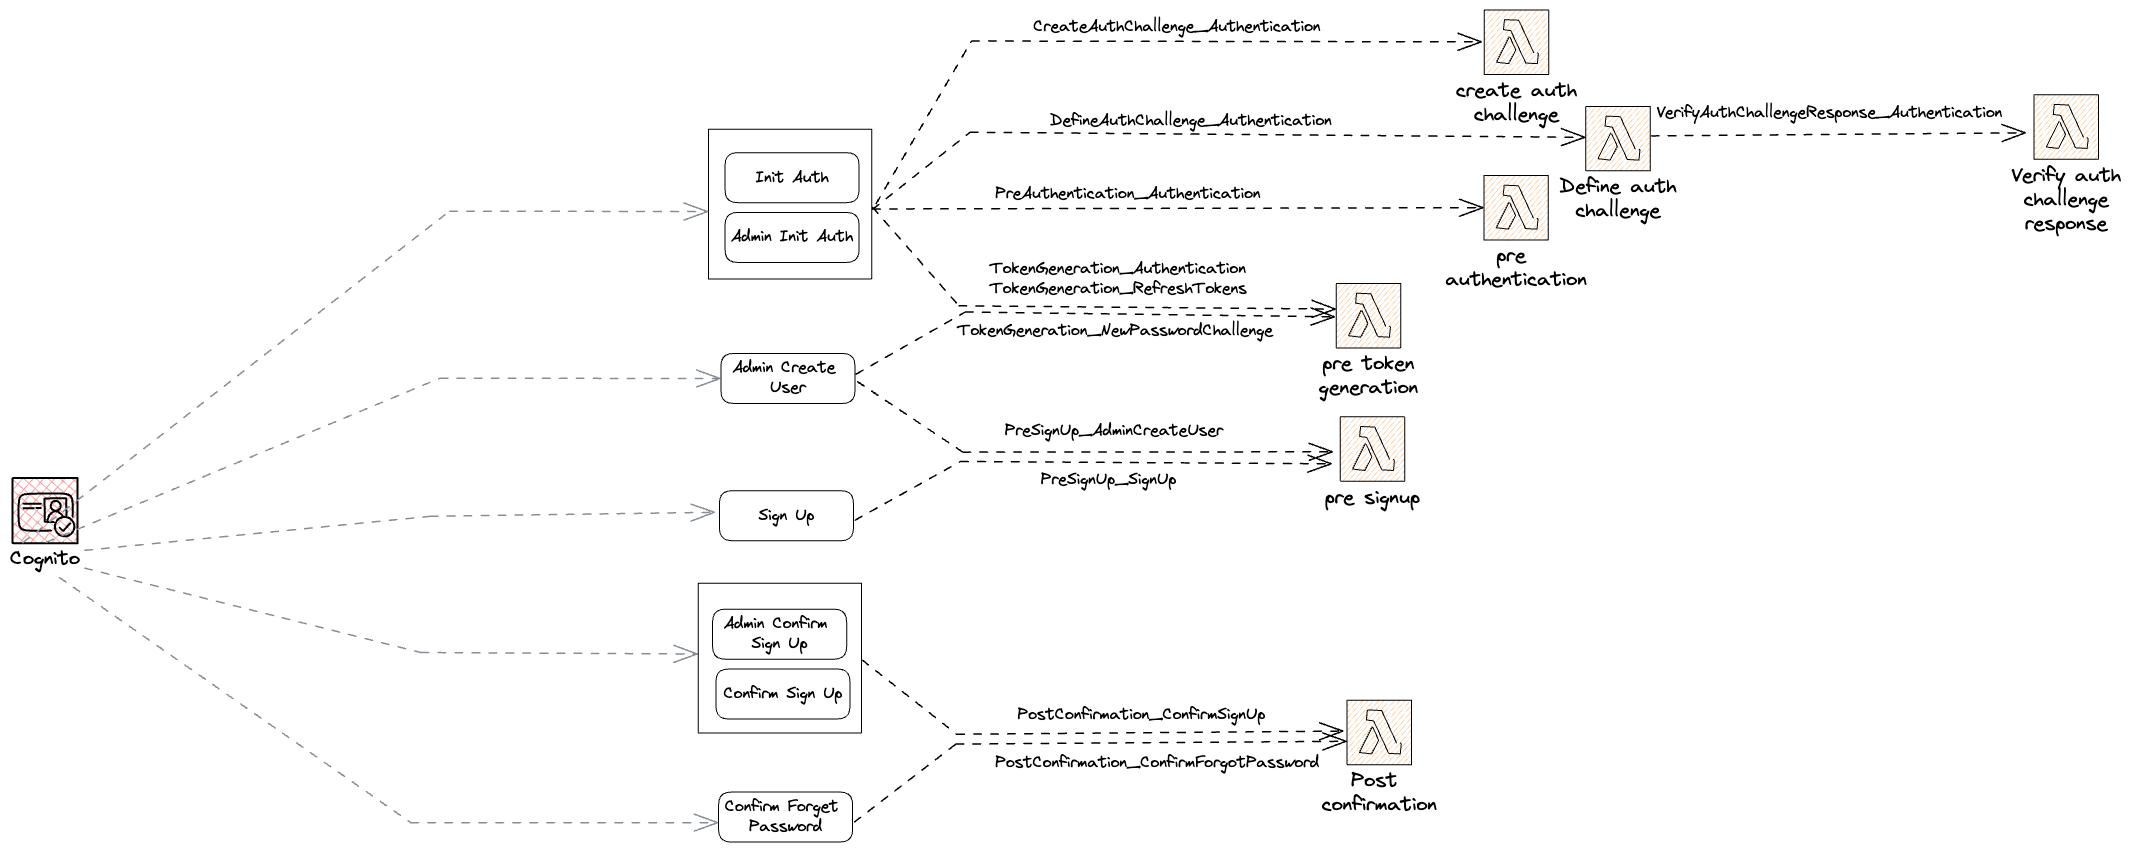 CreateAuthChallenge_Authentication
create auth
challenge
DefineAuthChallenge_Authentication
Define auth
challenge
VerifyAuthChallengeResponse_Authentication
Verify auth
challenge
response
Init Auth
Admin Init Auth
PreAuthentication_Authentication
pre
authentication
TokenGeneration_Authentication
TokenGeneration_RefreshTokens
TokenGeneration_NewPasswordChallenge
pre token
generation
Admin Create
User
PreSignUp_AdminCreateUser
PreSignUp_SignUp
pre signup
Sign Up
Cognito
Admin Confirm
Sign Up
Confirm Sign Up
PostConfirmation_ConfirmSignUp
PostConfirmation_ConfirmForgotPassword
Post
confirmation
Confirm Forget
Password